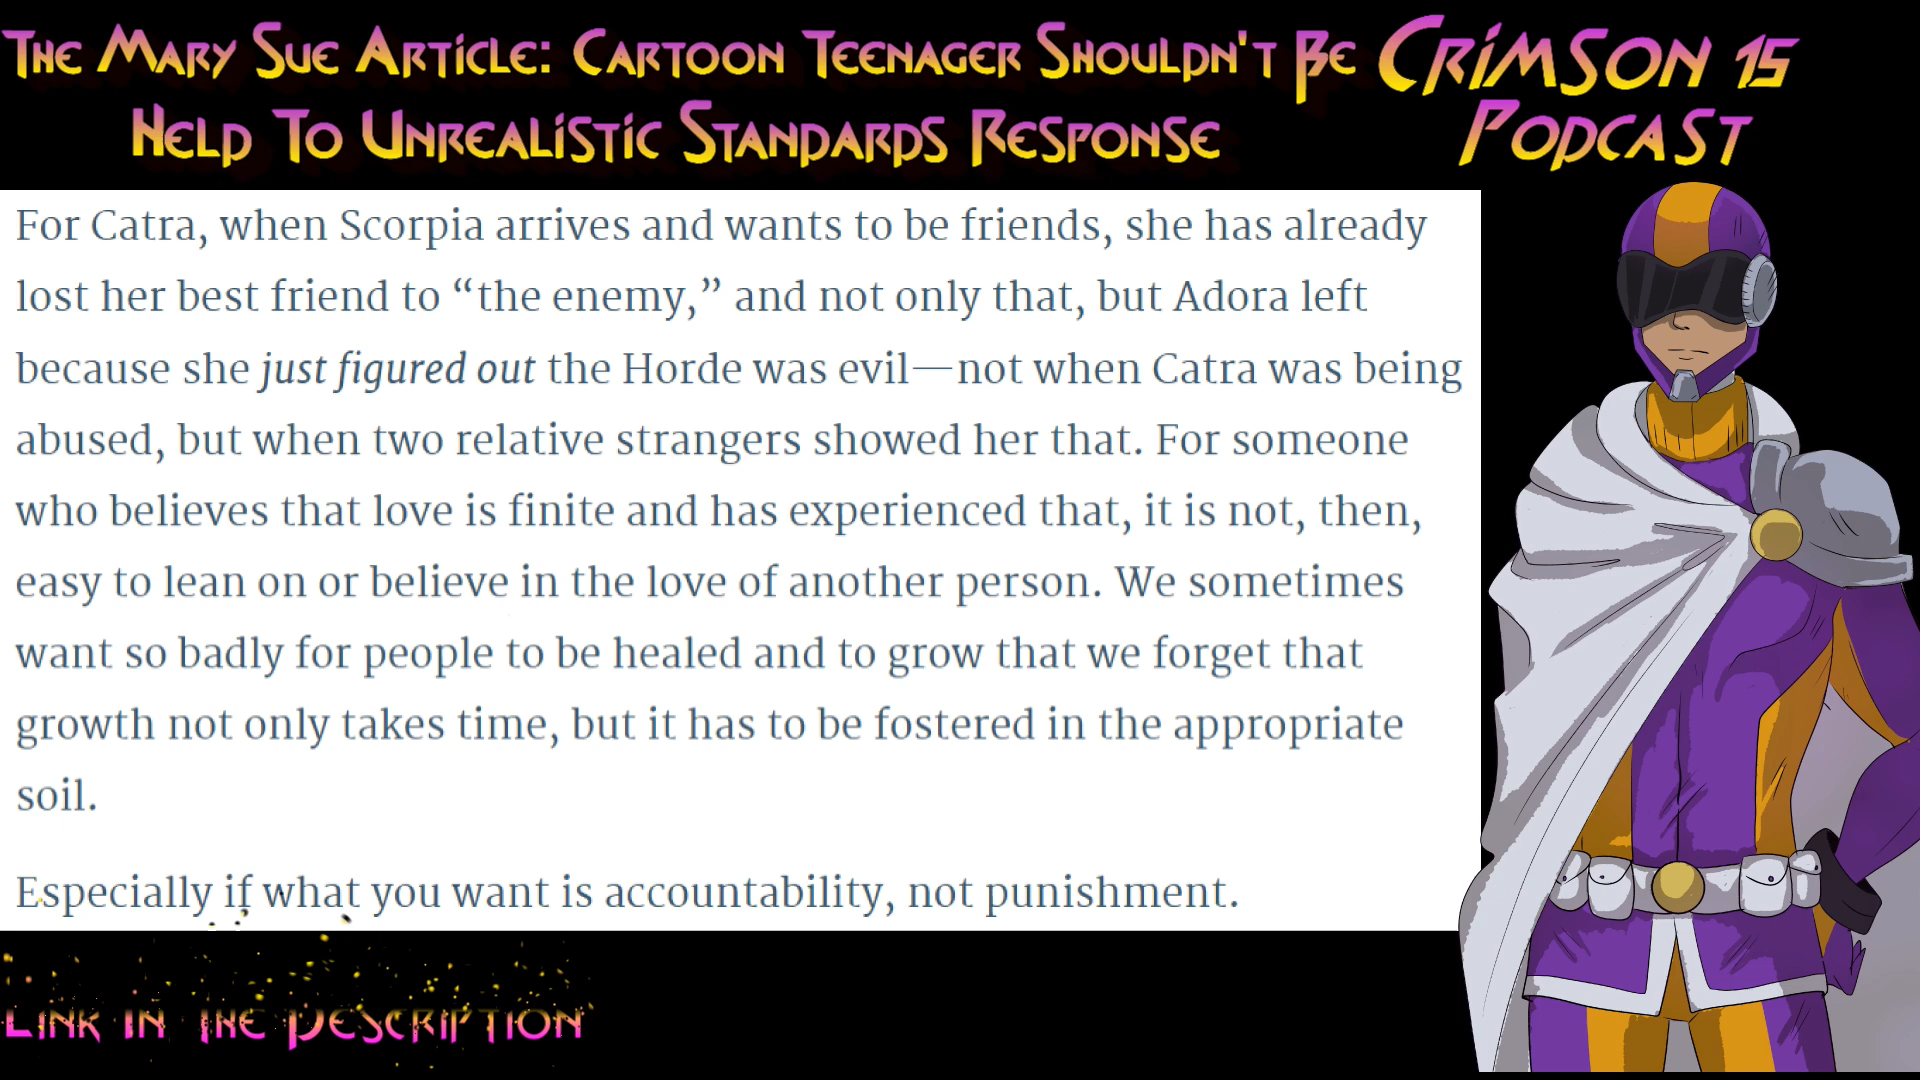 The Mary Sue Article: Cartoon Teenager Shouldn't Be
Help To Unrealistic Standards Response
Crimson 15
Podcast
For Catra, when Scorpia arrives and wants to be friends, she has already
lost her best friend to “the enemy,” and not only that, but Adora left
because she just figured out the Horde was evil—not when Catra was being
abused, but when two relative strangers showed her that. For someone
who believes that love is finite and has experienced that, it is not, then,
easy to lean on or believe in the love of another person. We sometimes
want so badly for people to be healed and to grow that we forget that
growth not only takes time, but it has to be fostered in the appropriate
soil.
Especially if what you want is accountability, not punishment.
Link In The Description